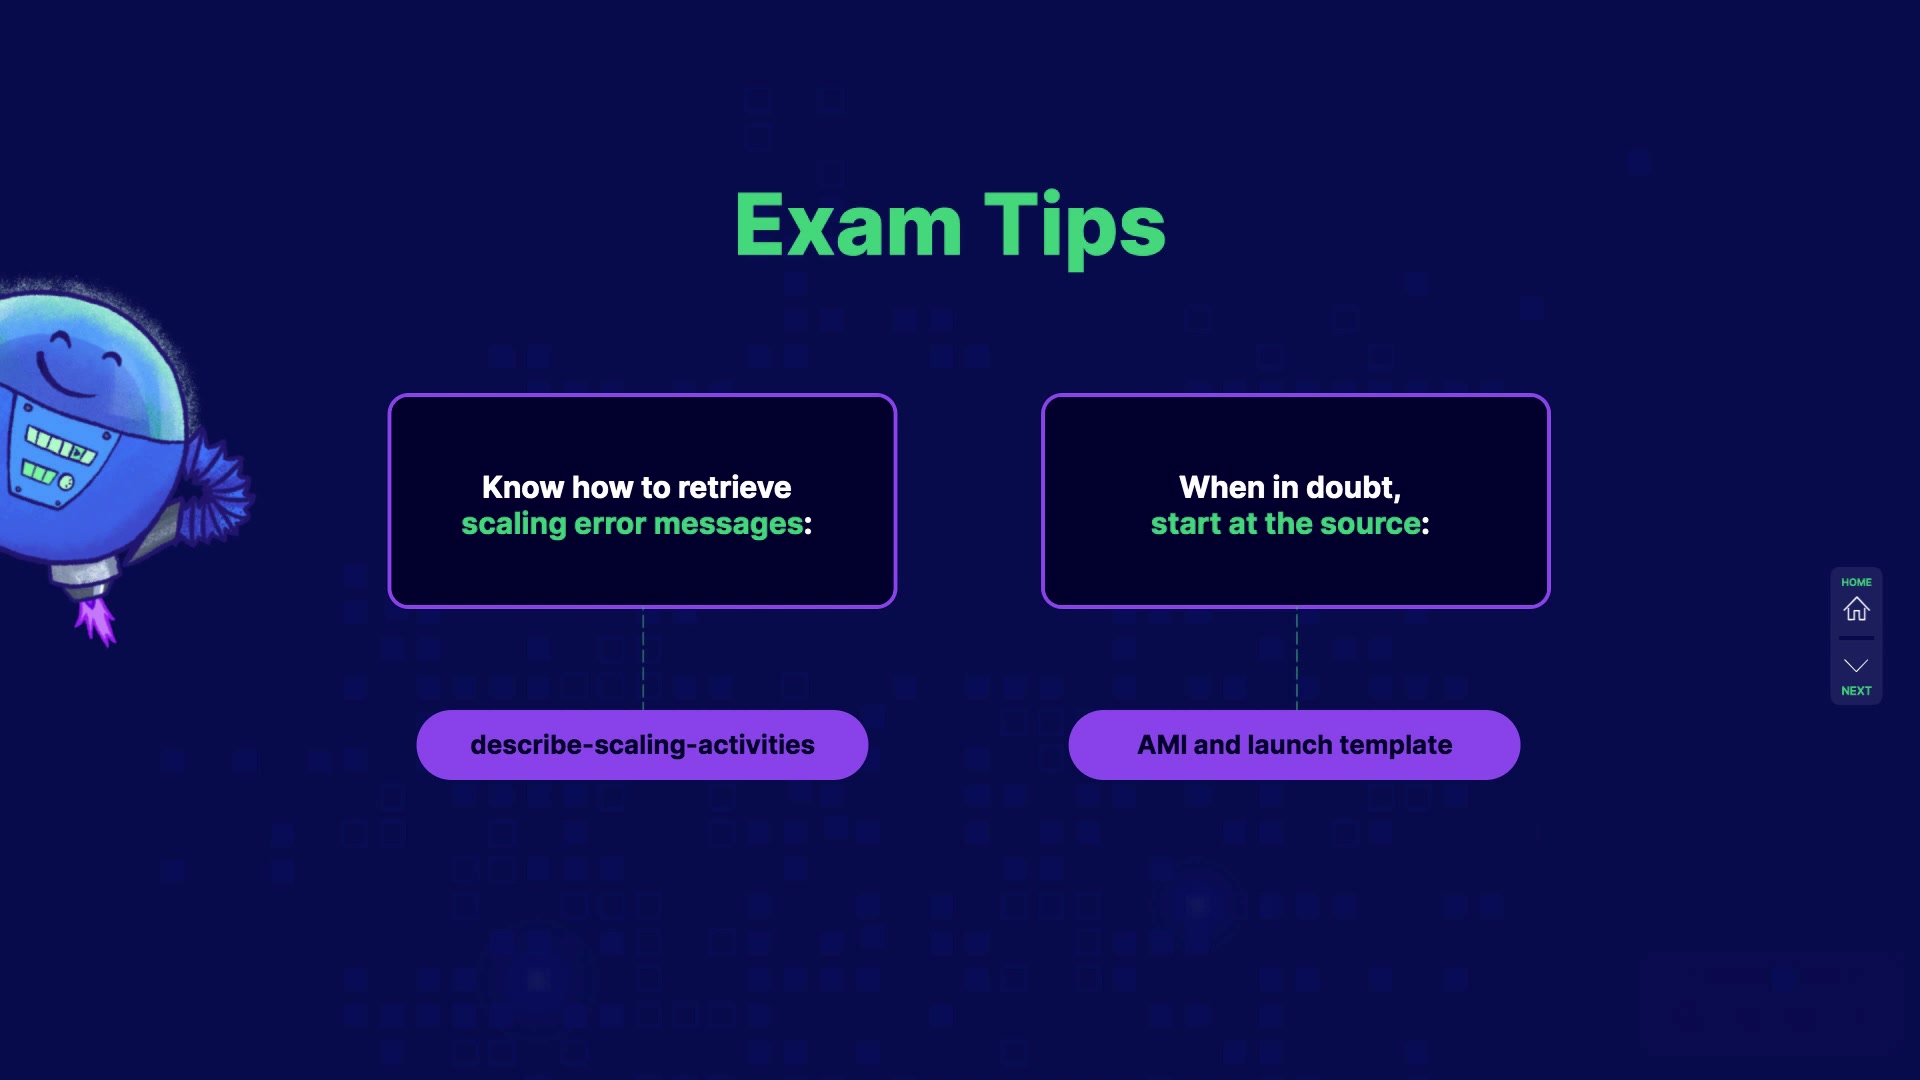 Exam Tips
Know how to retrieve
scaling error messages:
describe-scaling-activities
When in doubt,
start at the source:
AMI and launch template
HOME
NEXT